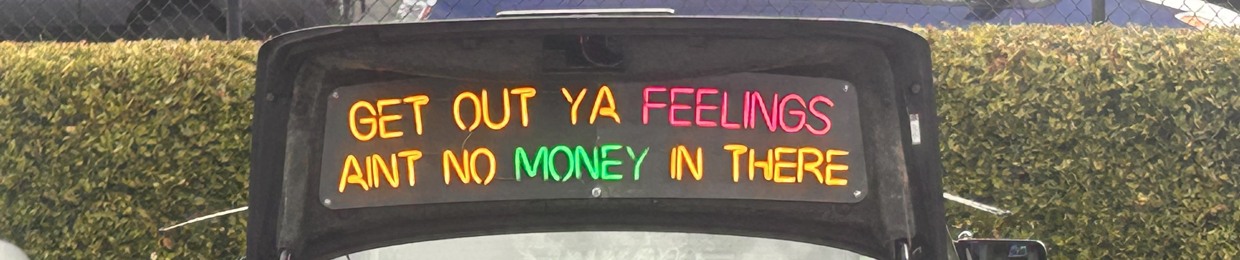 GET OUT YA FEELINGS
AINT NO MONEY IN THERE